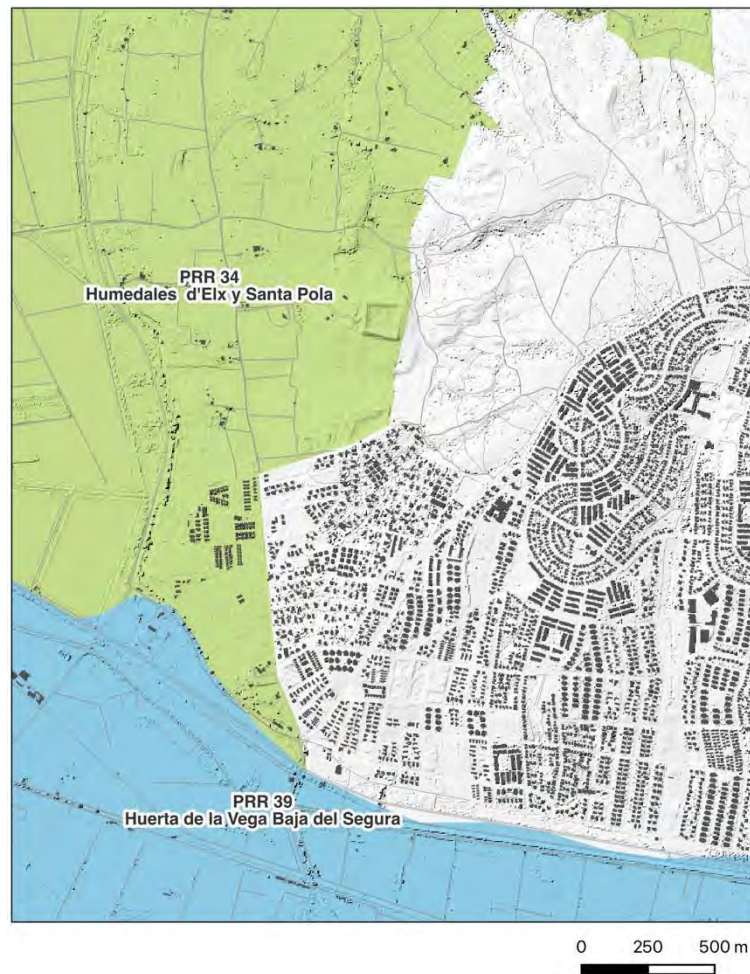 PRR 34
Humedales d'Elx y Santa Pola
PRR 39
Huerta de la Vega Baja del Segura
0 250 500 m